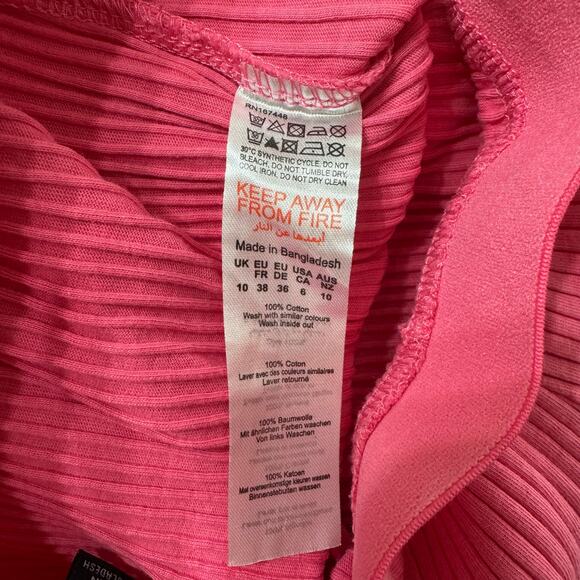 RN167448
30°C SYNTHETIC CYCLE, DO NOT
BLEACH, DO NOT TUMBLE DRY,
COOL IRON, DO NOT DRY CLEAN
KEEP AWAY
FROM FIRE
أبعدها عن النار
Made in Bangladesh
UK EU EU USA AUS
FR DE CA NZ
10 38 36 6 10
100% Cotton
Wash with similar colours
Wash inside out
100% Coton
Laver avec des couleurs similaires
Laver retourné
100% Baumwolle
Mit ähnlichen Farben waschen
Von links Waschen
100% Katoen
Mat overeenkomstige kleuren wassen
Binnenstebuiten wassen